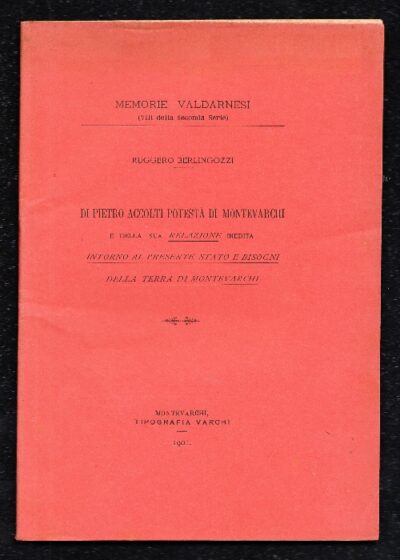 MEMORIE VALDARNESI
(VIII della Seconda Serie)
RUGGERO BERLINGOZZI
DI PIETRO ACCOLTI POTESTÀ DI MONTEVARCHI
E DELLA SUA RELAZIONE INEDITA
INTORNO AL PRESENTE STATO E BISOGNI
DELLA TERRA DI MONTEVARCHI
MONTEVARCHI,
TIPOGRAFIA VARCHI